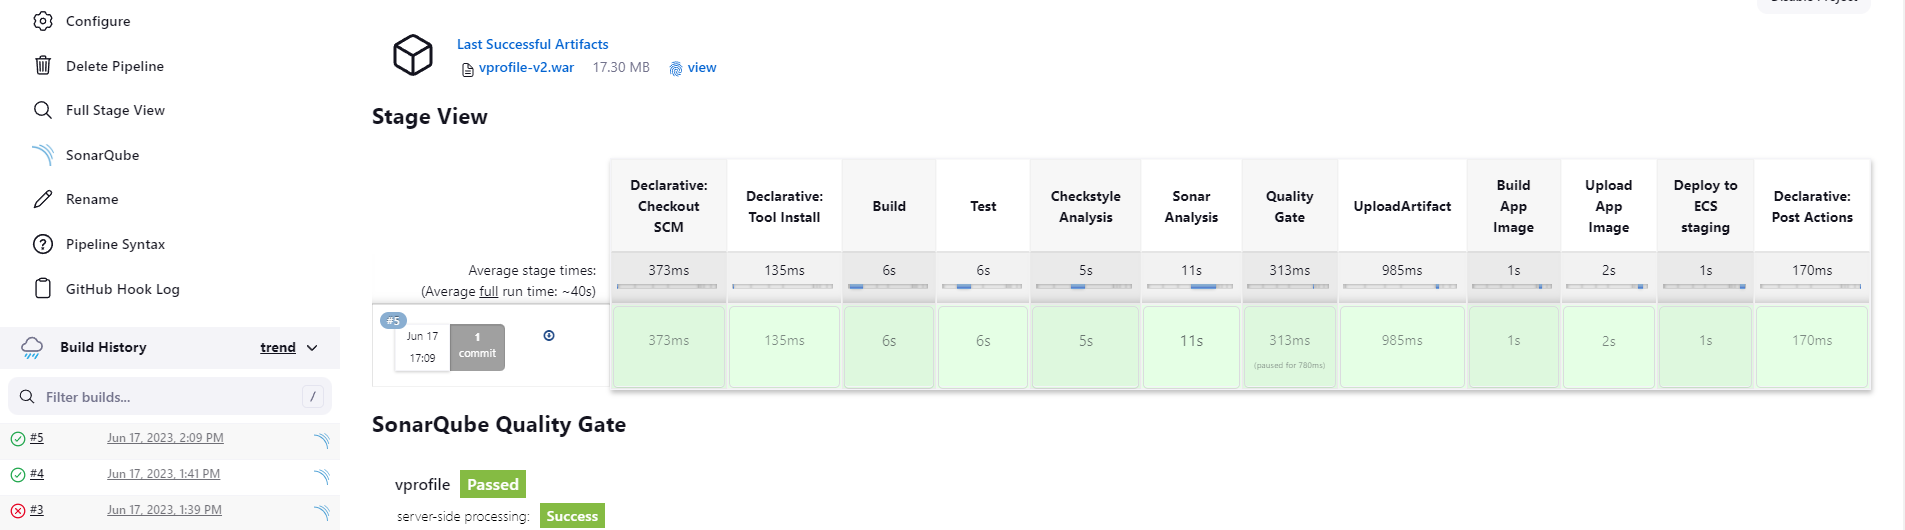 Configure
Delete Pipeline
Full Stage View
SonarQube
Rename
Pipeline Syntax
GitHub Hook Log
Build History trend
Filter builds... /
#5 Jun 17, 2023, 2:09 PM
#4 Jun 17, 2023, 1:41 PM
#3 Jun 17, 2023, 1:39 PM
Disable Project
Last Successful Artifacts
vprofile-v2.war 17.30 MB view
Stage View
Declarative: Checkout SCM
Declarative: Tool Install
Build
Test
Checkstyle Analysis
Sonar Analysis
Quality Gate
UploadArtifact
Build App Image
Upload App Image
Deploy to ECS staging
Declarative: Post Actions
Average stage times:
(Average full run time: ~40s)
373ms 135ms 6s 6s 5s 11s 313ms 985ms 1s 2s 1s 170ms
#5
Jun 17
17:09
1
commit
373ms 135ms 6s 6s 5s 11s 313ms 985ms 1s 2s 1s 170ms
(paused for 780ms)
SonarQube Quality Gate
vprofile Passed
server-side processing: Success